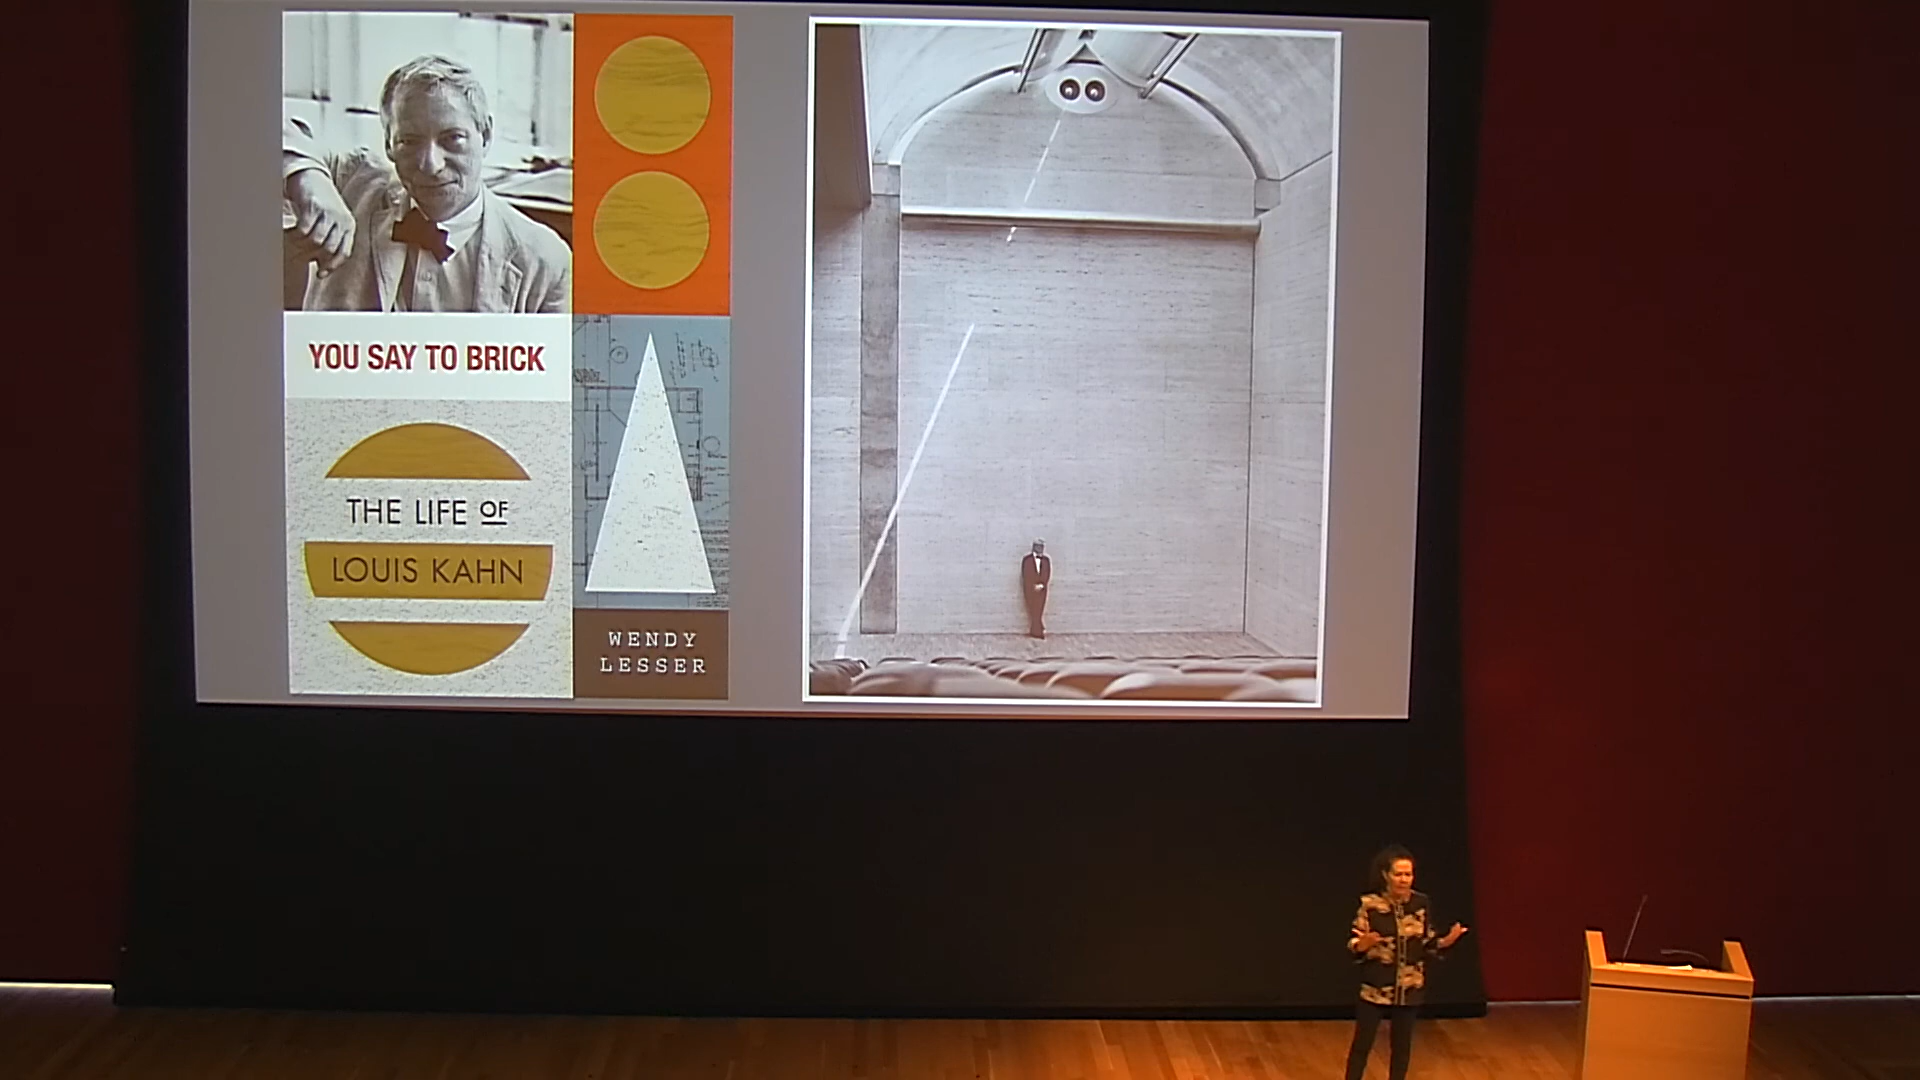 YOU SAY TO BRICK
THE LIFE OF
LOUIS KAHN
WENDY
LESSER